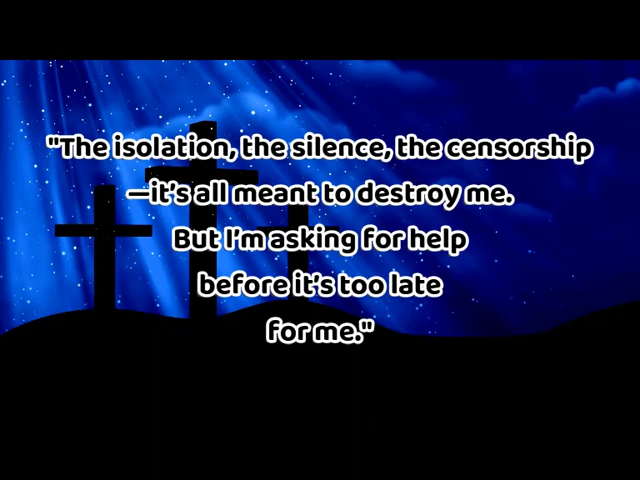 "The isolation, the silence, the censorship
—it's all meant to destroy me.
But I'm asking for help
before it's too late
for me."